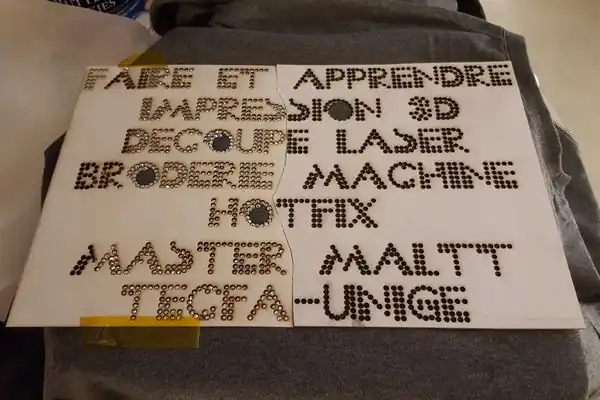 FAIRE ET APPRENDRE
IMPRESSION 3D
DECOUPE LASER
BRODERIE MACHINE
HOTFIX
MASTER MALTT
TECFA-UNIGE